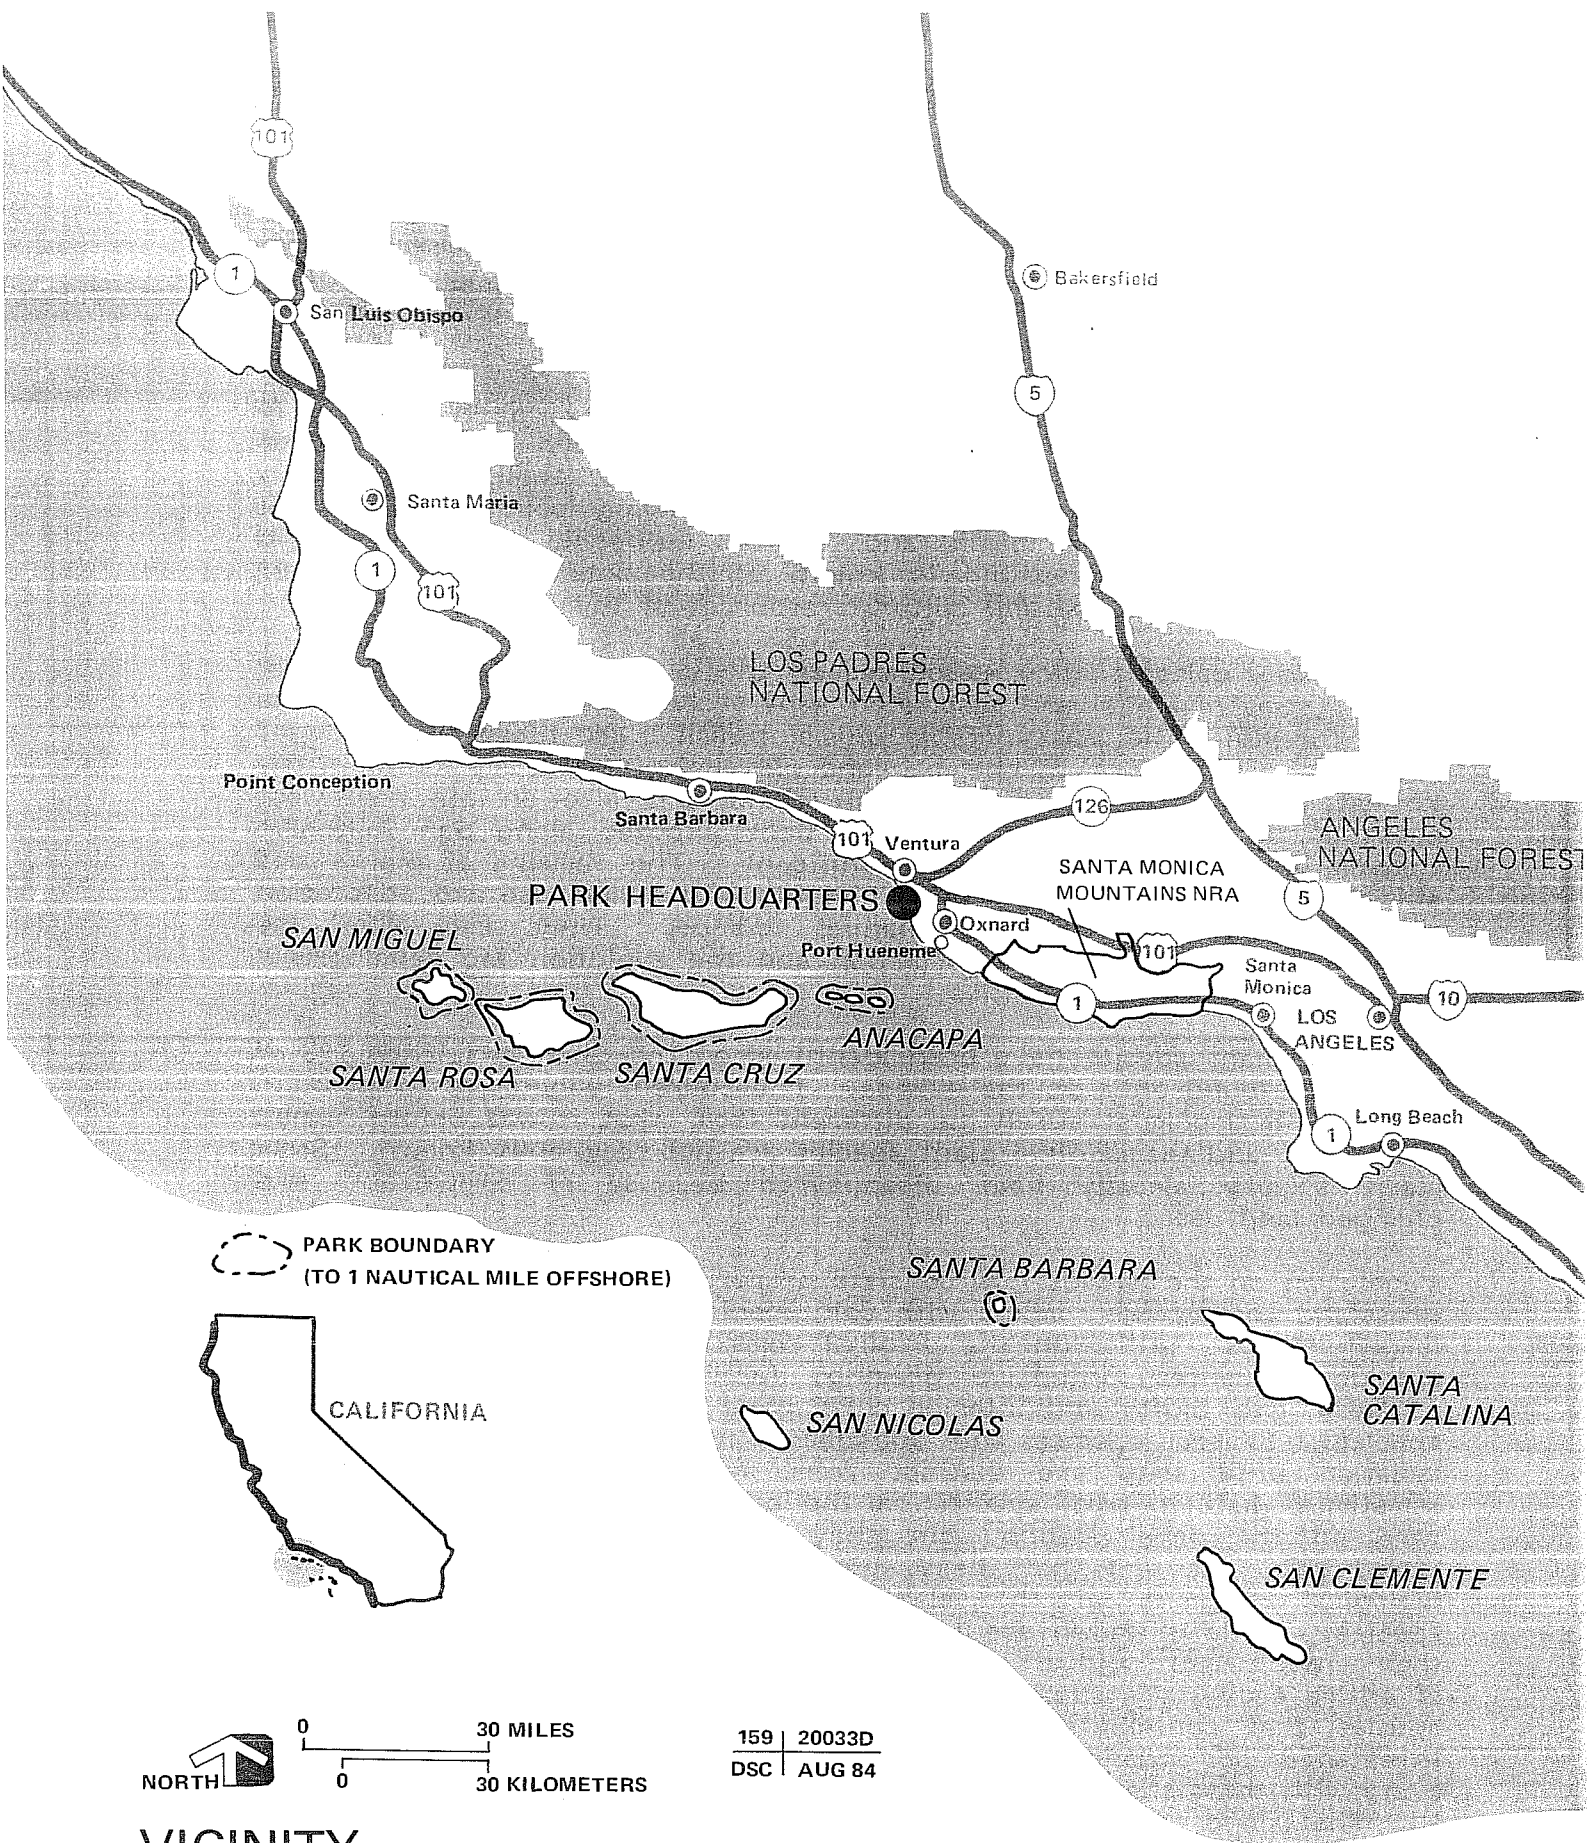 101
1
San Luis Obispo
Bakersfield
5
Santa Maria
1
101
LOS PADRES
NATIONAL FOREST
Point Conception
Santa Barbara
126
101
Ventura
ANGELES
NATIONAL FOREST
SANTA MONICA
MOUNTAINS NRA
PARK HEADQUARTERS
5
Oxnard
SAN MIGUEL
Port Hueneme
101
Santa
Monica
1
10
LOS
ANGELES
ANACAPA
SANTA ROSA
SANTA CRUZ
Long Beach
1
PARK BOUNDARY
(TO 1 NAUTICAL MILE OFFSHORE)
SANTA BARBARA
SANTA
CATALINA
CALIFORNIA
SAN NICOLAS
SAN CLEMENTE
0 30 MILES
NORTH
0 30 KILOMETERS
159 20033D
DSC AUG 84
VICINITY